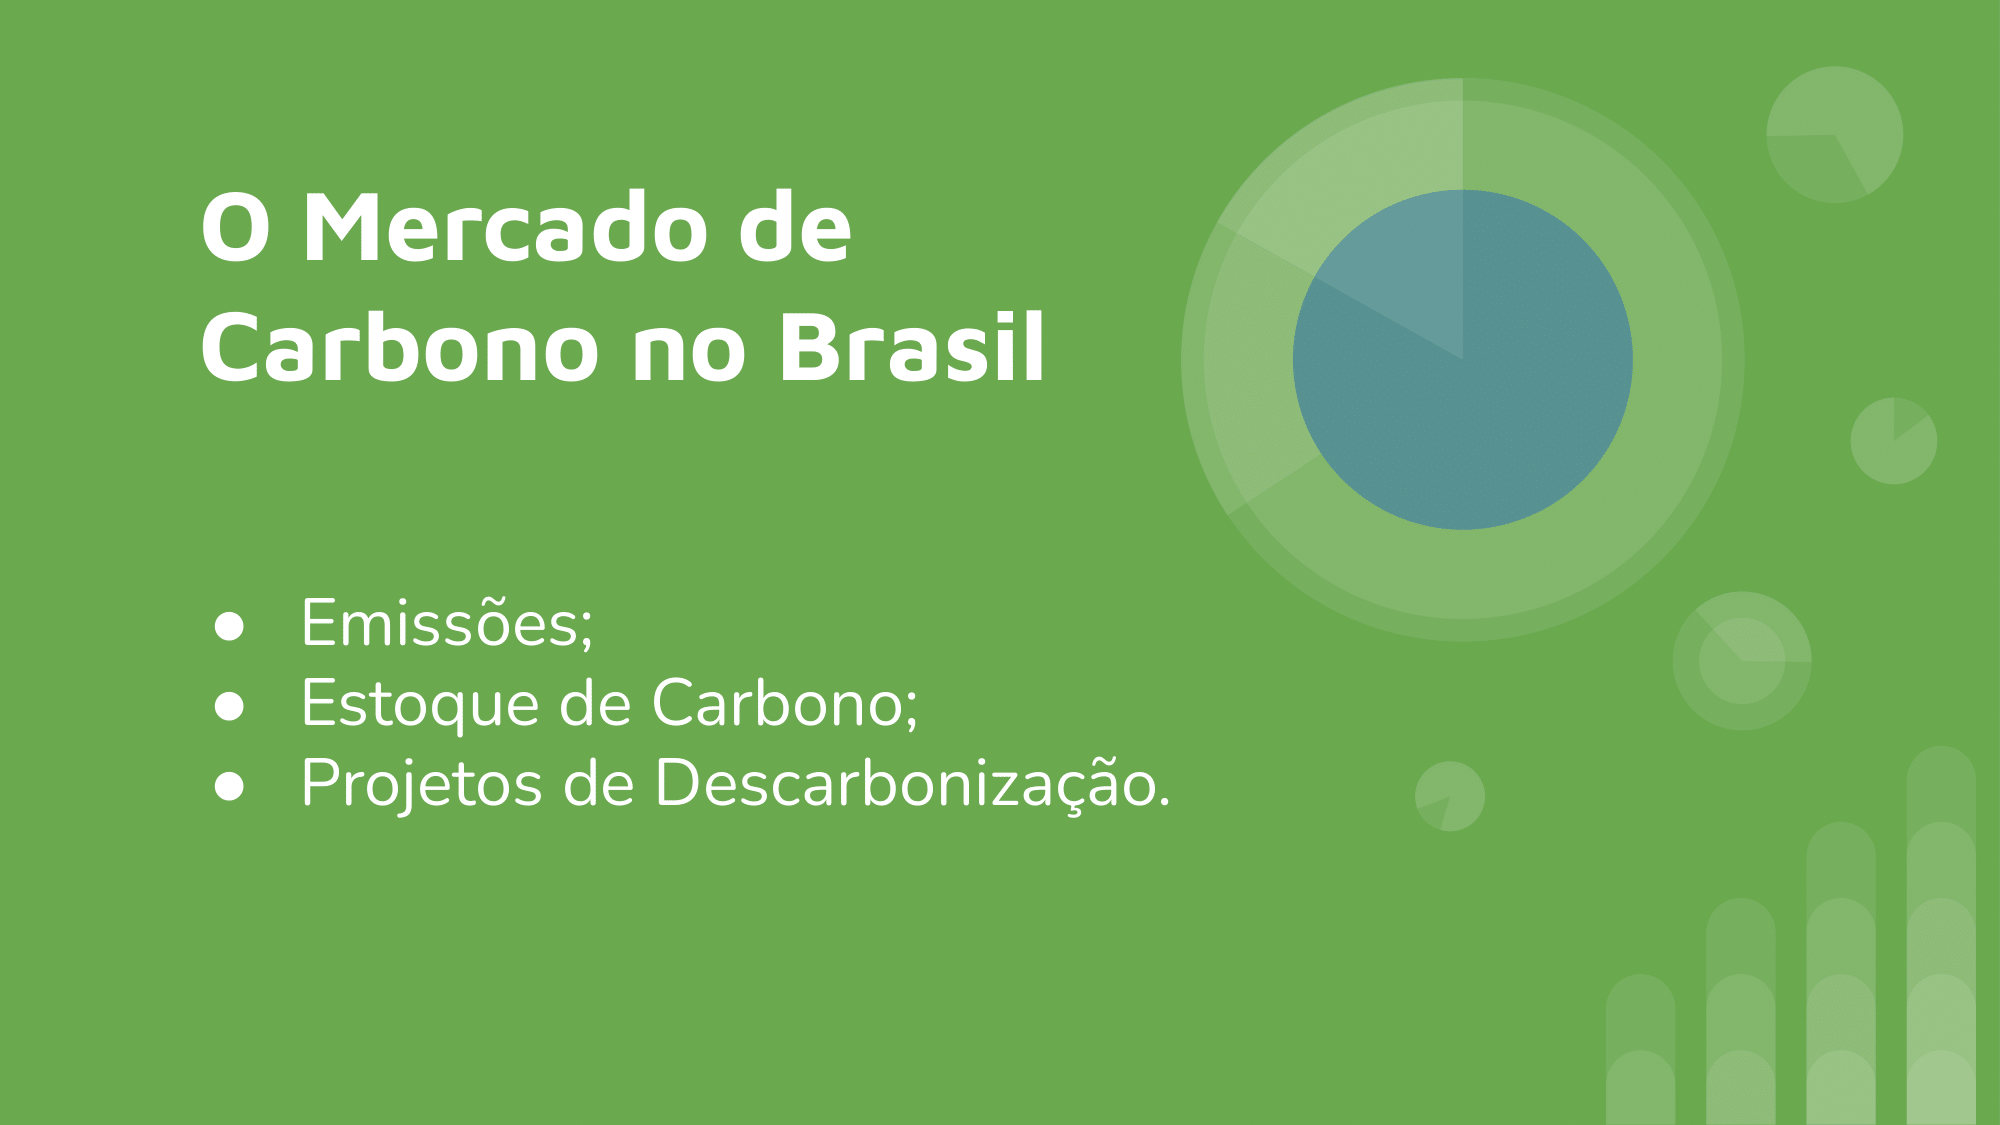 O Mercado de
Carbono no Brasil
● Emissões;
● Estoque de Carbono;
● Projetos de Descarbonização.